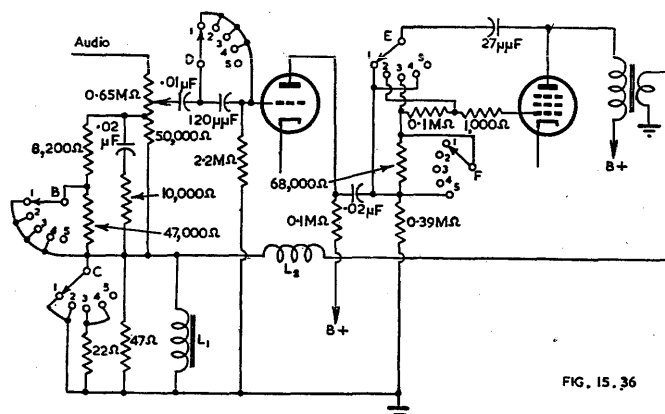 Audio
0.65MΩ
.01μF
120μμF
D
1
2
3
4
5
.02
μF
50,000Ω
8,200Ω
10,000Ω
47,000Ω
2.2MΩ
B
1
2
3
4
5
C
1
2
3
4
5
22Ω
47Ω
L1
L2
0.1MΩ
.02μF
B+
E
1
2
3
4
5
27μμF
0.1MΩ
1,000Ω
68,000Ω
1
2
3
4
5
F
0.39MΩ
B+
FIG. 15.36